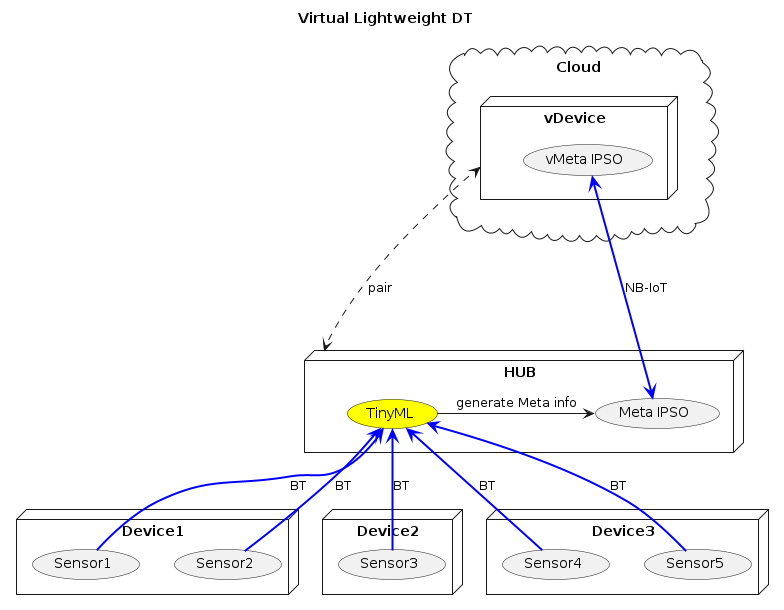 Virtual Lightweight DT
Cloud
vDevice
vMeta IPSO
pair
NB-IoT
HUB
TinyML
generate Meta info
Meta IPSO
BT
BT
BT
BT
BT
Device1
Device2
Device3
Sensor1
Sensor2
Sensor3
Sensor4
Sensor5